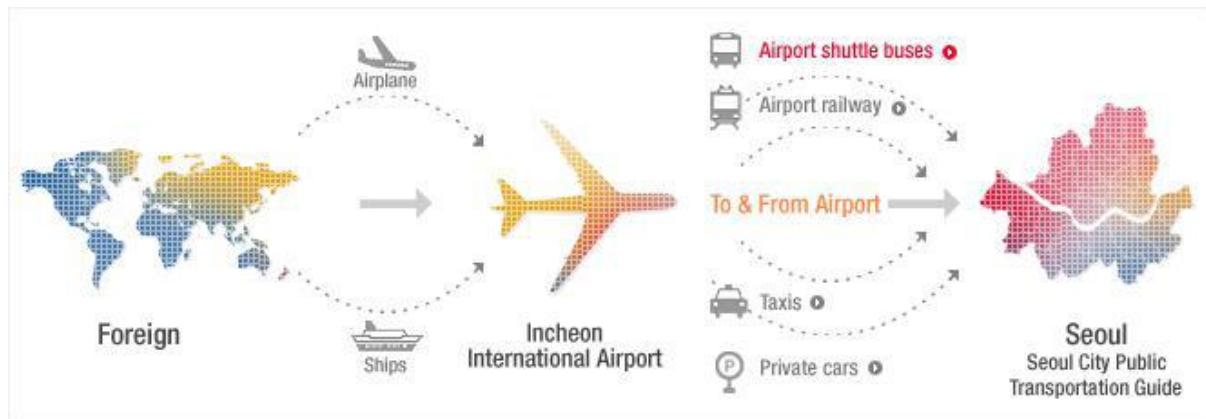 Airplane
Foreign
Ships
Incheon
International Airport
Airport shuttle buses
Airport railway
To & From Airport
Taxis
P
Private cars
Seoul
Seoul City Public
Transportation Guide